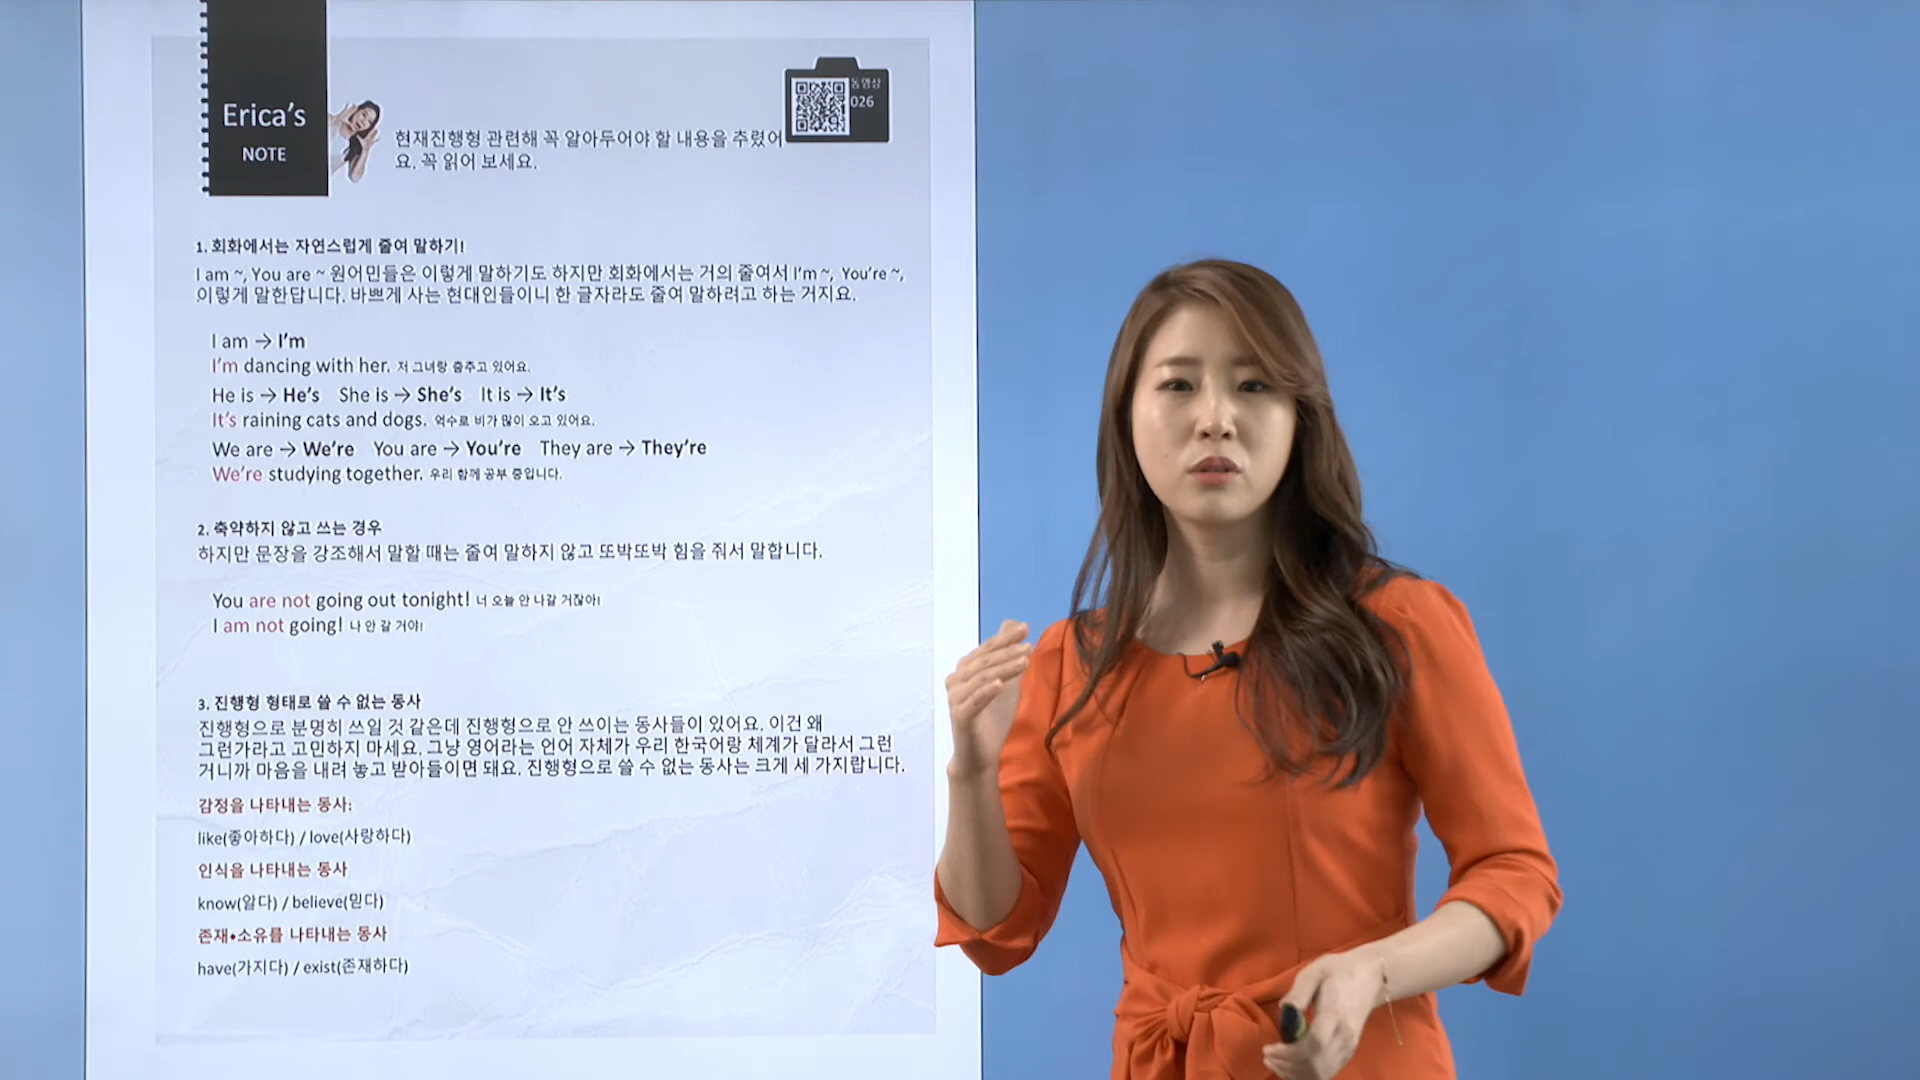 Erica's
NOTE
동영상
026
현재진행형 관련해 꼭 알아두어야 할 내용을 추렸어
요. 꼭 읽어 보세요.
1. 회화에서는 자연스럽게 줄여 말하기!
I am ~, You are ~ 원어민들은 이렇게 말하기도 하지만 회화에서는 거의 줄여서 I'm ~, You're ~,
이렇게 말한답니다. 바쁘게 사는 현대인들이니 한 글자라도 줄여 말하려고 하는 거지요.
I am → I'm
I'm dancing with her. 저 그녀랑 춤추고 있어요.
He is → He's She is → She's It is → It's
It's raining cats and dogs. 억수로 비가 많이 오고 있어요.
We are → We're You are → You're They are → They're
We're studying together. 우리 함께 공부 중입니다.
2. 축약하지 않고 쓰는 경우
하지만 문장을 강조해서 말할 때는 줄여 말하지 않고 또박또박 힘을 줘서 말합니다.
You are not going out tonight! 너 오늘 안 나갈 거잖아!
I am not going! 나 안 갈 거야!
3. 진행형 형태로 쓸 수 없는 동사
진행형으로 분명히 쓰일 것 같은데 진행형으로 안 쓰이는 동사들이 있어요. 이건 왜
그런가라고 고민하지 마세요. 그냥 영어라는 언어 자체가 우리 한국어랑 체계가 달라서 그런
거니까 마음을 내려 놓고 받아들이면 돼요. 진행형으로 쓸 수 없는 동사는 크게 세 가지랍니다.
감정을 나타내는 동사:
like(좋아하다) / love(사랑하다)
인식을 나타내는 동사
know(알다) / believe(믿다)
존재•소유를 나타내는 동사
have(가지다) / exist(존재하다)